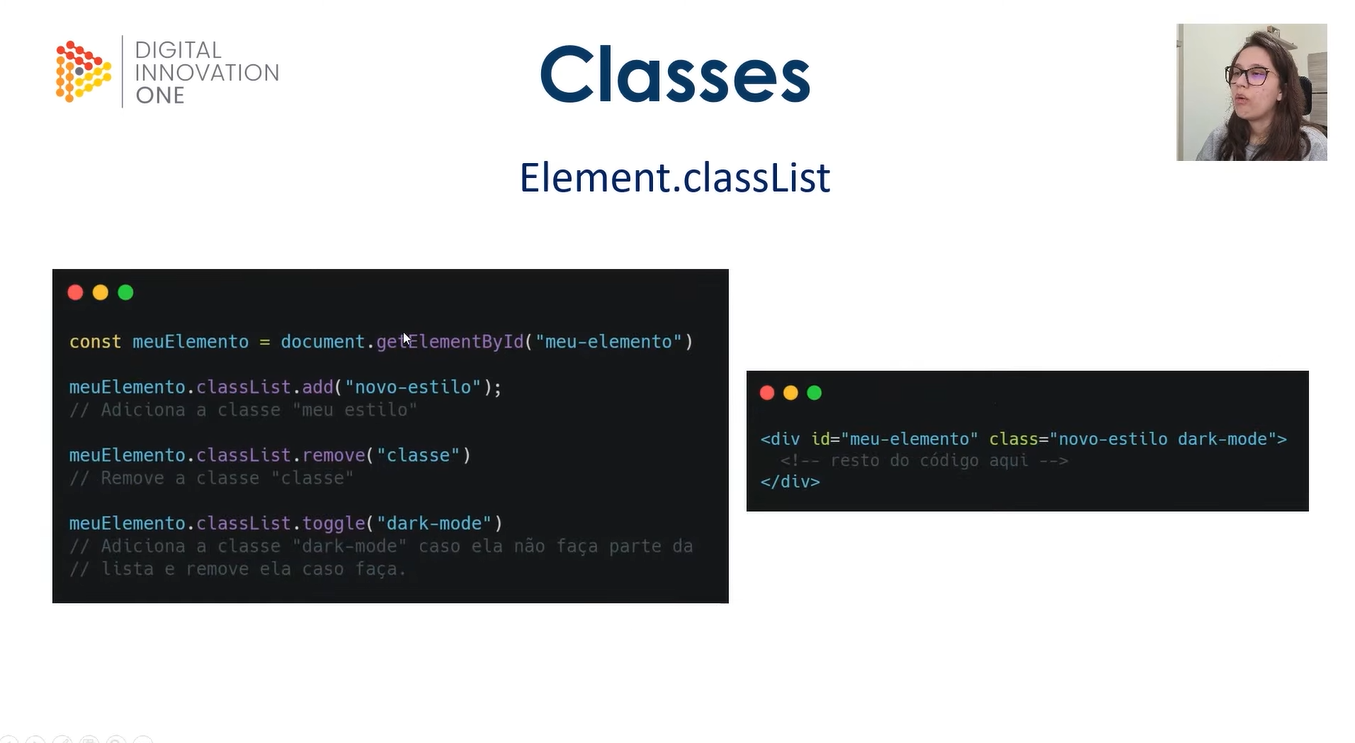 DIGITAL
INNOVATION
ONE
Classes
Element.classList
const meuElemento = document.getElementById("meu-elemento")
meuElemento.classList.add("novo-estilo");
// Adiciona a classe "meu estilo"
meuElemento.classList.remove("classe")
// Remove a classe "classe"
meuElemento.classList.toggle("dark-mode")
// Adiciona a classe "dark-mode" caso ela não faça parte da
// lista e remove ela caso faça.
<div id="meu-elemento" class="novo-estilo dark-mode">
<!-- resto do código aqui -->
</div>